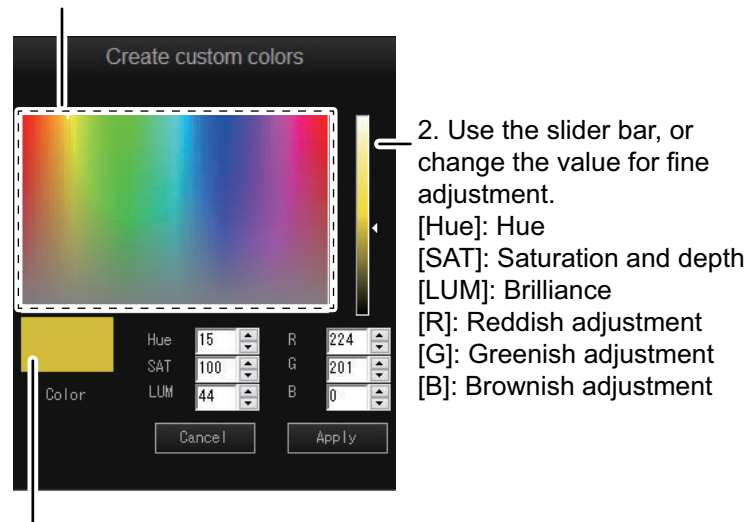 Create custom colors
2. Use the slider bar, or
change the value for fine
adjustment.
[Hue]: Hue
[SAT]: Saturation and depth
[LUM]: Brilliance
[R]: Reddish adjustment
[G]: Greenish adjustment
[B]: Brownish adjustment
Hue 15 R 224
SAT 100 G 201
LUM 44 B 0
Color
Cancel Apply